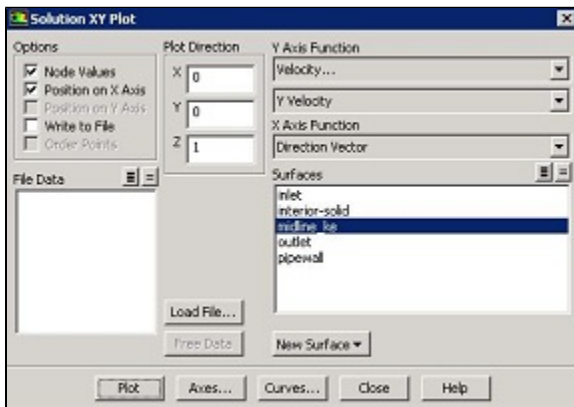 Solution XY Plot
Options
Node Values
Position on X Axis
Position on Y Axis
Write to File
Order Points
Plot Direction
X 0
Y 0
Z 1
Y Axis Function
Velocity...
Y Velocity
X Axis Function
Direction Vector
File Data
Surfaces
inlet
interior-solid
midline_ke
outlet
pipewall
Load File...
Free Data
New Surface
Plot
Axes...
Curves...
Close
Help